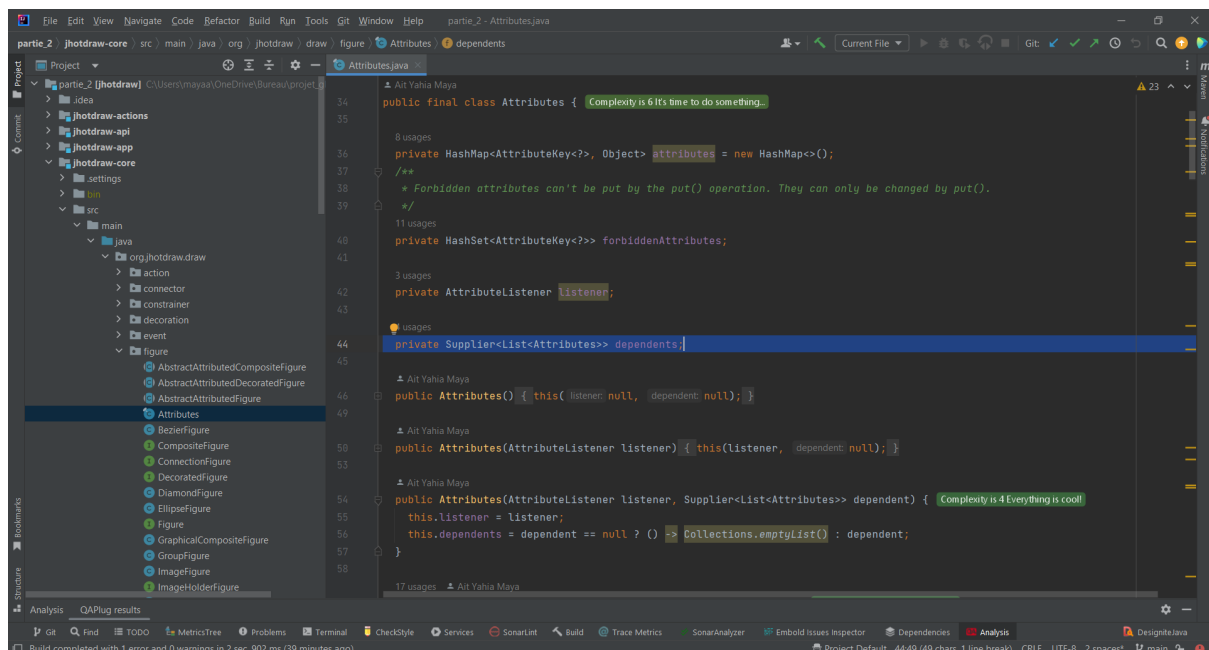 File Edit View Navigate Code Refactor Build Run Tools Git Window Help partie_2 - Attributes.java
partie_2 jhotdraw-core src main java org jhotdraw draw figure Attributes dependents Current File Git:
Project Attributes.java
partie_2 [jhotdraw] C:\Users\mayaa\OneDrive\Bureau\projet_g
.idea
jhotdraw-actions
jhotdraw-api
jhotdraw-app
jhotdraw-core
.settings
bin
src
main
java
org.jhotdraw.draw
action
connector
constrainer
decoration
event
figure
AbstractAttributedCompositeFigure
AbstractAttributedDecoratedFigure
AbstractAttributedFigure
Attributes
BezierFigure
CompositeFigure
ConnectionFigure
DecoratedFigure
DiamondFigure
EllipseFigure
Figure
GraphicalCompositeFigure
GroupFigure
ImageFigure
ImageHolderFigure
Ait Yahia Maya
23
34 public final class Attributes { Complexity is 6 It's time to do something...
35
8 usages
36 private HashMap<AttributeKey<?>, Object> attributes = new HashMap<>();
37 /**
38 * Forbidden attributes can't be put by the put() operation. They can only be changed by put().
39 */
11 usages
40 private HashSet<AttributeKey<?>> forbiddenAttributes;
41
3 usages
42 private AttributeListener listener;
43
usages
44 private Supplier<List<Attributes>> dependents;
45
Ait Yahia Maya
46 public Attributes() { this( listener: null, dependent: null); }
49
Ait Yahia Maya
50 public Attributes(AttributeListener listener) { this(listener, dependent: null); }
53
Ait Yahia Maya
54 public Attributes(AttributeListener listener, Supplier<List<Attributes>> dependent) { Complexity is 4 Everything is cool!
55 this.listener = listener;
56 this.dependents = dependent == null ? () -> Collections.emptyList() : dependent;
57 }
58
17 usages Ait Yahia Maya
Project
Commit
Bookmarks
Structure
Maven
Notifications
Analysis QAPlug results
Git Find TODO MetricsTree Problems Terminal CheckStyle Services SonarLint Build Trace Metrics SonarAnalyzer Embold Issues Inspector Dependencies Analysis DesigniteJava
Build completed with 1 error and 0 warnings in 2 sec, 902 ms (39 minutes ago) Project Default 44:49 (49 chars, 1 line break) CRLF UTF-8 2 spaces* main